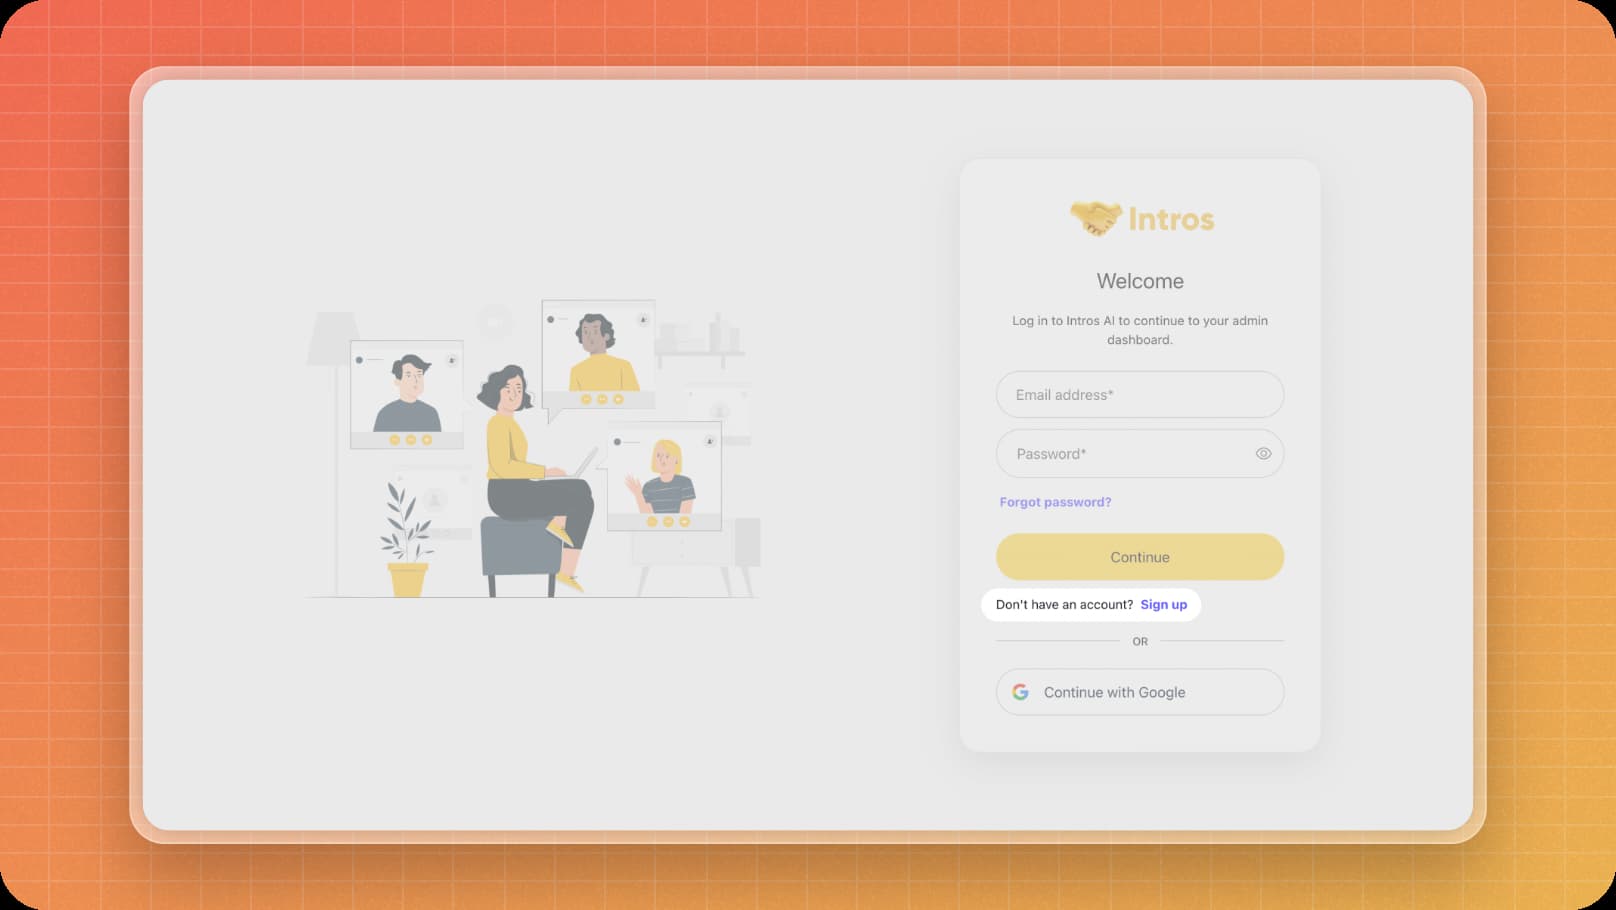 Intros
Welcome
Log in to Intros AI to continue to your admin
dashboard.
Email address*
Password*
Forgot password?
Continue
Don't have an account? Sign up
OR
Continue with Google